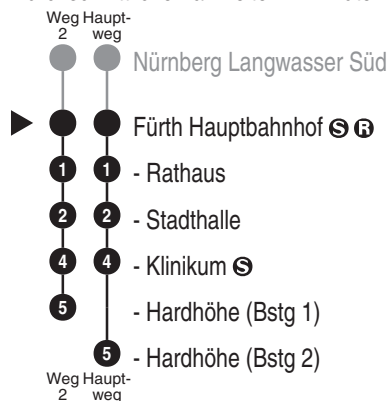 Weg Haupt-
2 weg
Nürnberg Langwasser Süd
Fürth Hauptbahnhof S R
1 1 - Rathaus
2 2 - Stadthalle
4 4 - Klinikum S
5 - Hardhöhe (Bstg 1)
5 - Hardhöhe (Bstg 2)
Weg Haupt-
2 weg